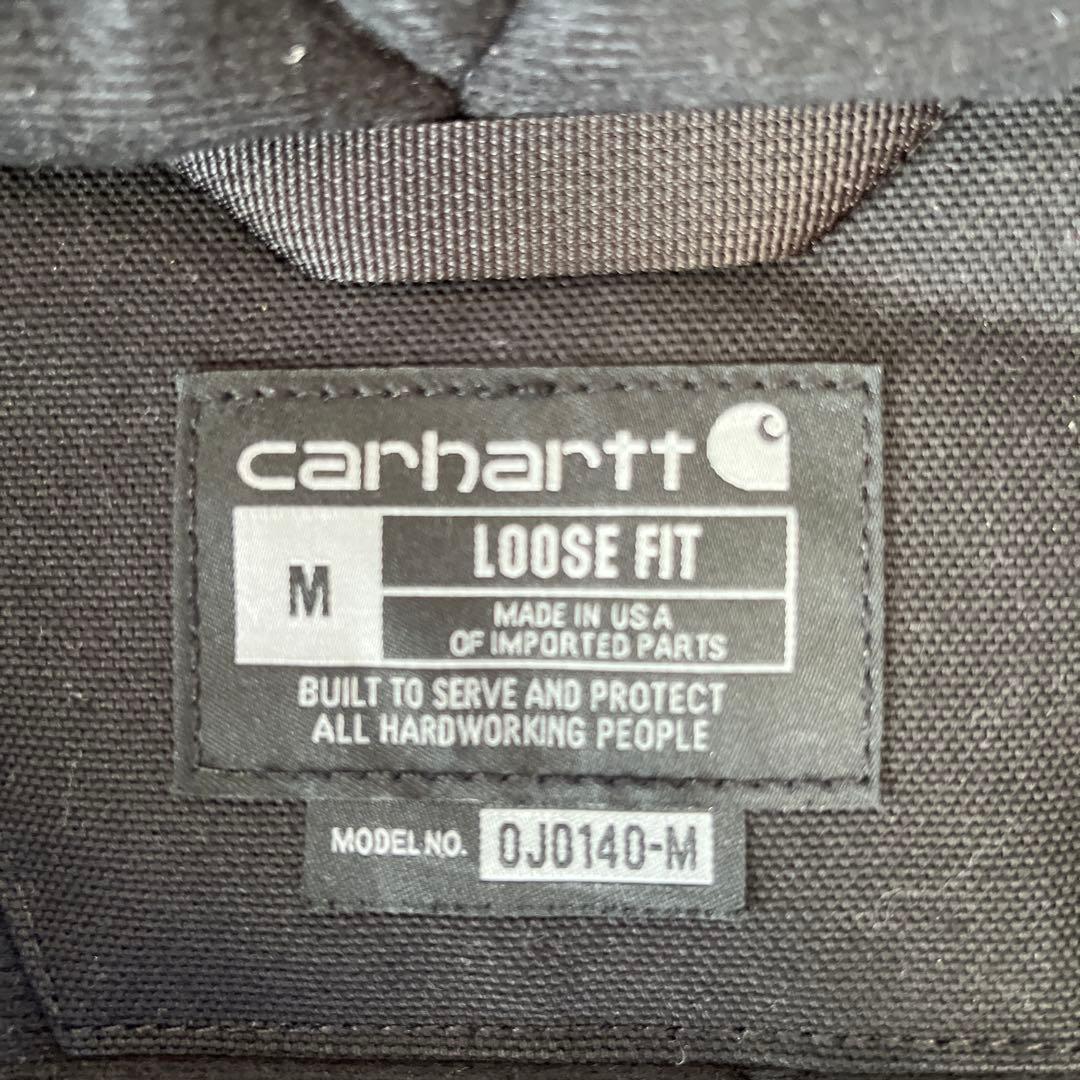 carhartt
M
LOOSE FIT
MADE IN USA
OF IMPORTED PARTS
BUILT TO SERVE AND PROTECT
ALL HARDWORKING PEOPLE
MODEL NO. 0J0140-M